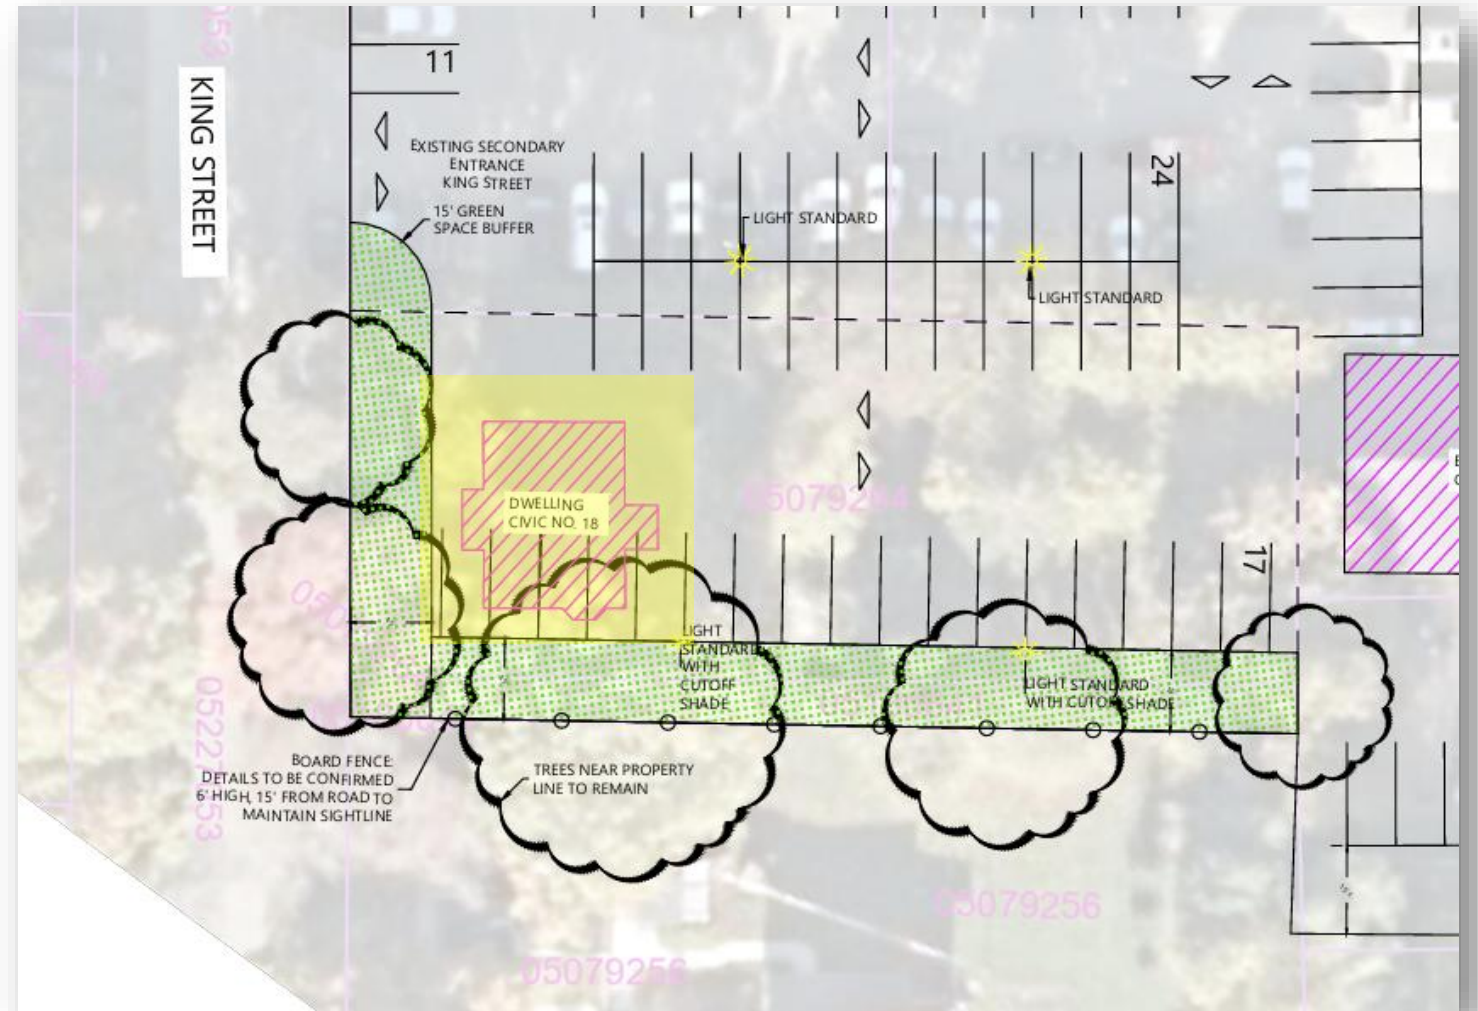 053
KING STREET
11
EXISTING SECONDARY
ENTRANCE
KING STREET
15' GREEN
SPACE BUFFER
24
LIGHT STANDARD
LIGHT STANDARD
DWELLING
CIVIC NO. 18
17
LIGHT
STANDARD
WITH
CUTOFF
SHADE
LIGHT STANDARD
WITH CUTOFF SHADE
BOARD FENCE:
DETAILS TO BE CONFIRMED
6' HIGH, 15' FROM ROAD TO
MAINTAIN SIGHTLINE
TREES NEAR PROPERTY
LINE TO REMAIN
05079256
05079256